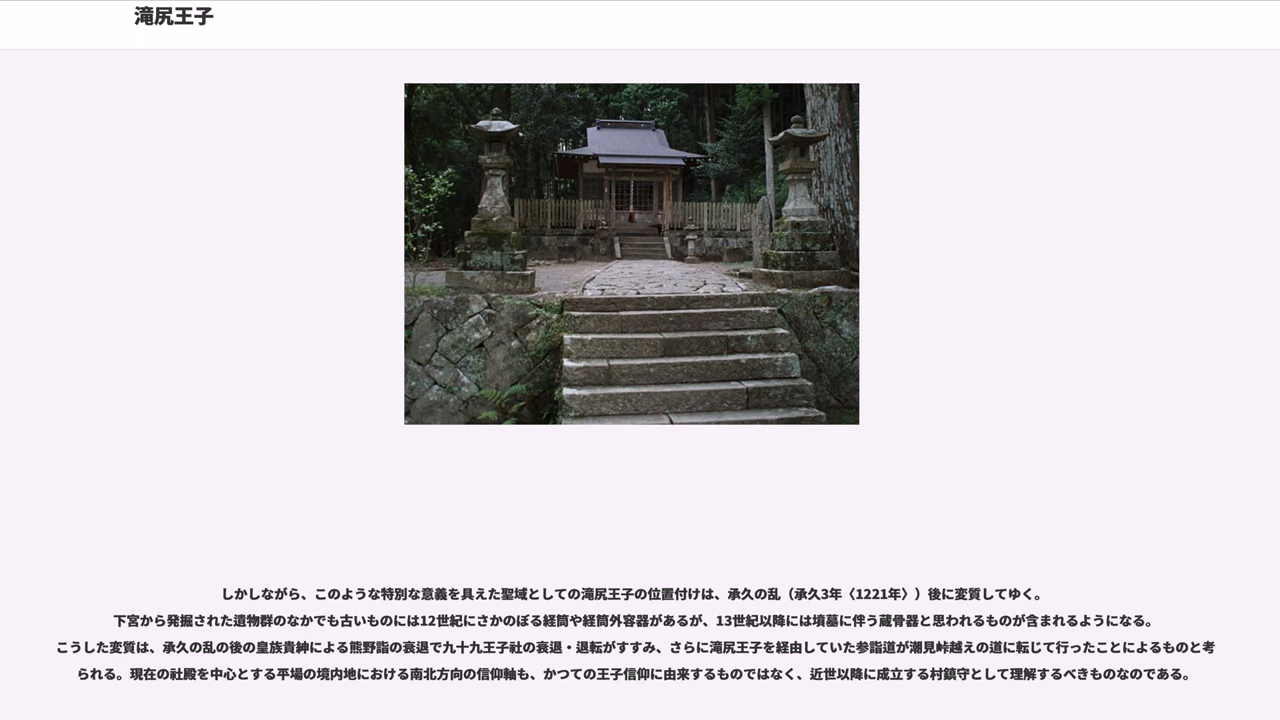 滝尻王子
しかしながら、このような特別な意義を具えた聖域としての滝尻王子の位置付けは、承久の乱（承久3年〈1221年〉）後に変質してゆく。
下宮から発掘された遺物群のなかでも古いものには12世紀にさかのぼる経筒や経筒外容器があるが、13世紀以降には墳墓に伴う蔵骨器と思われるものが含まれるようになる。
こうした変質は、承久の乱の後の皇族貴紳による熊野詣の衰退で九十九王子社の衰退・退転がすすみ、さらに滝尻王子を経由していた参詣道が潮見峠越えの道に転じて行ったことによるものと考
られる。現在の社殿を中心とする平場の境内地における南北方向の信仰軸も、かつての王子信仰に由来するものではなく、近世以降に成立する村鎮守として理解するべきものなのである。